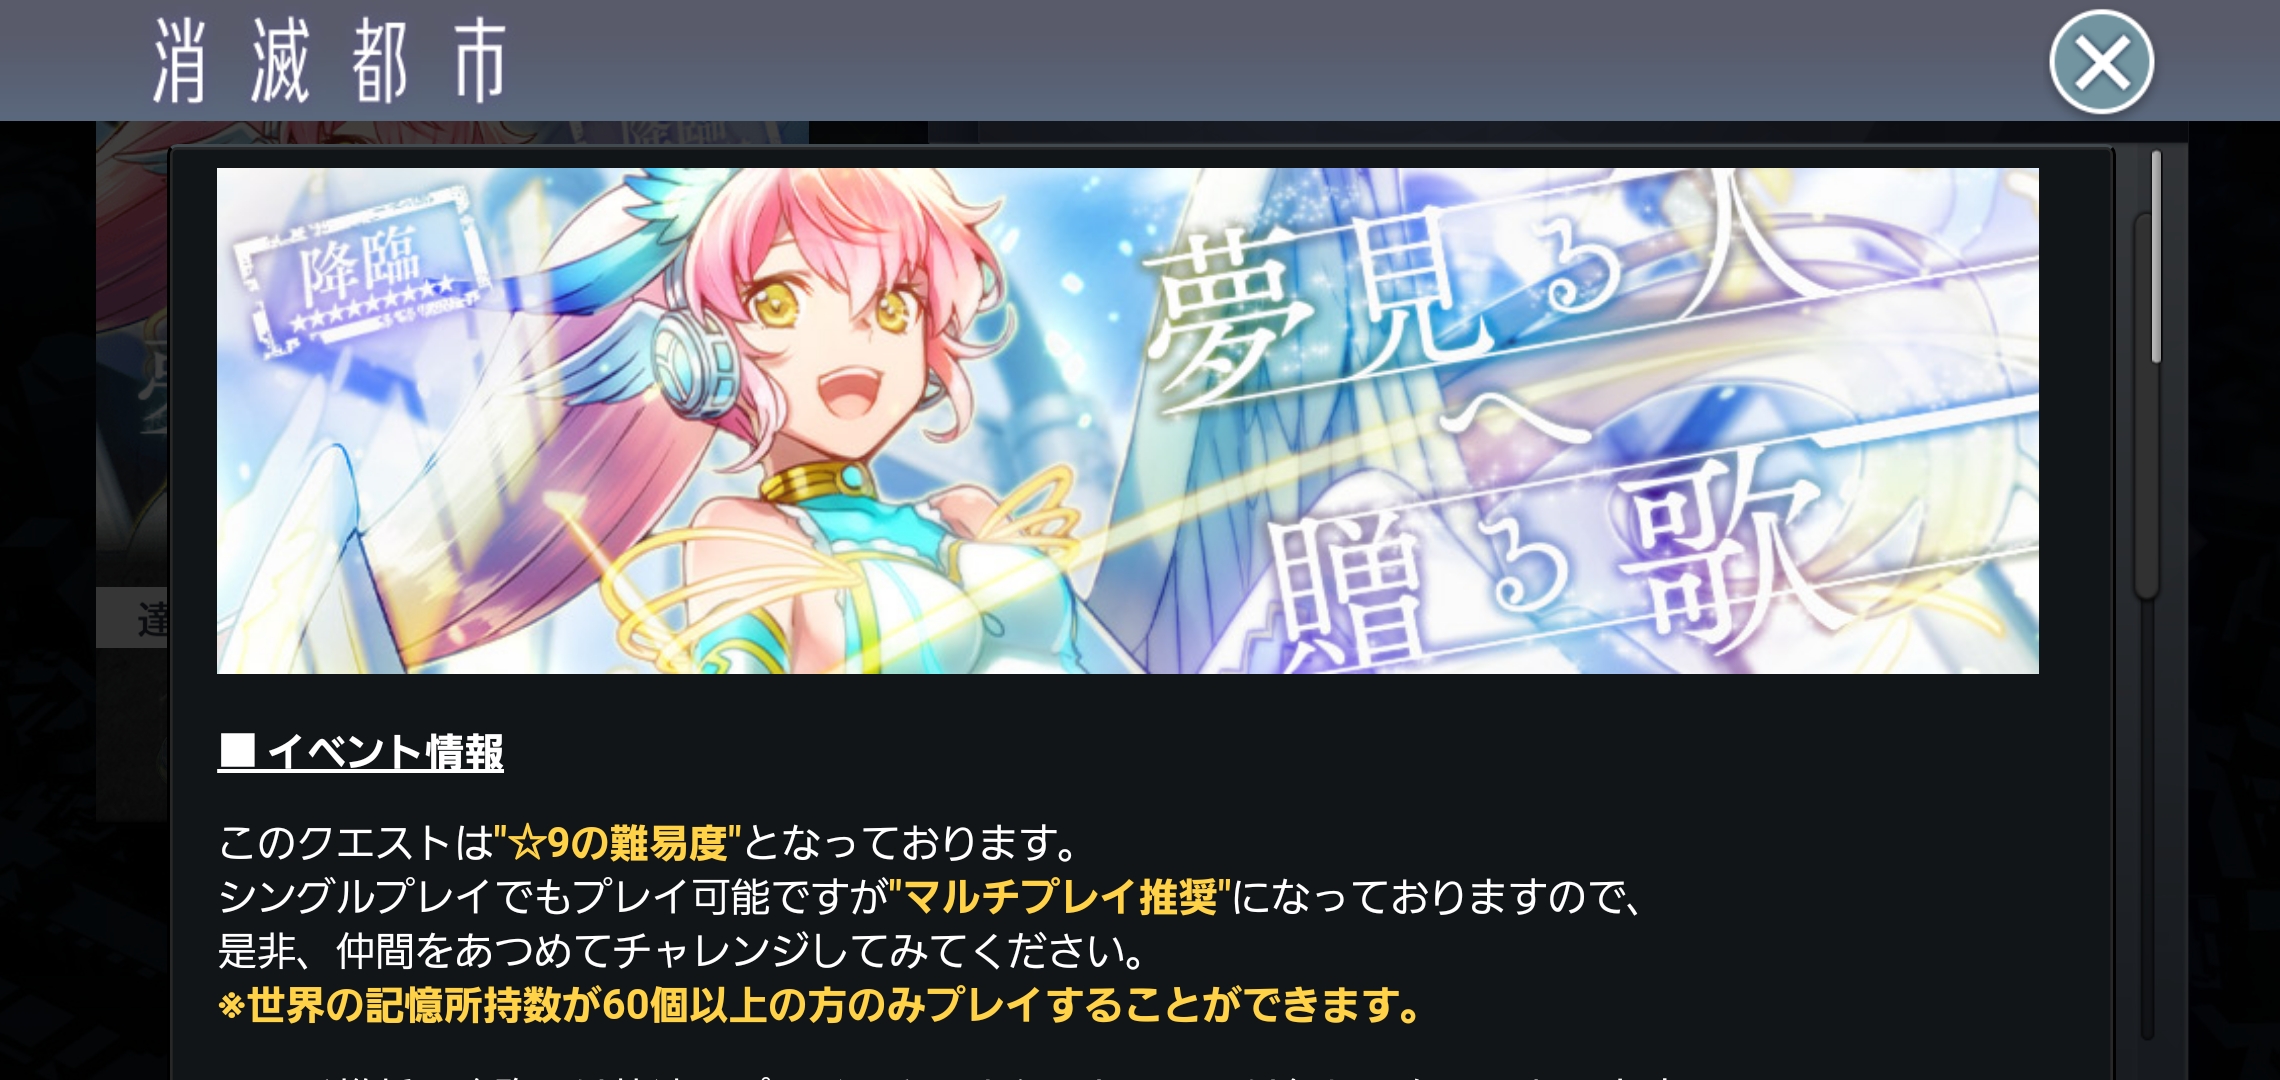 消滅都市
降臨
★★★★★★★★★
夢見る人
へ
贈る歌
■ イベント情報
このクエストは"☆9の難易度"となっております。
シングルプレイでもプレイ可能ですが"マルチプレイ推奨"になっておりますので、
是非、仲間をあつめてチャレンジしてみてください。
※世界の記憶所持数が60個以上の方のみプレイすることができます。